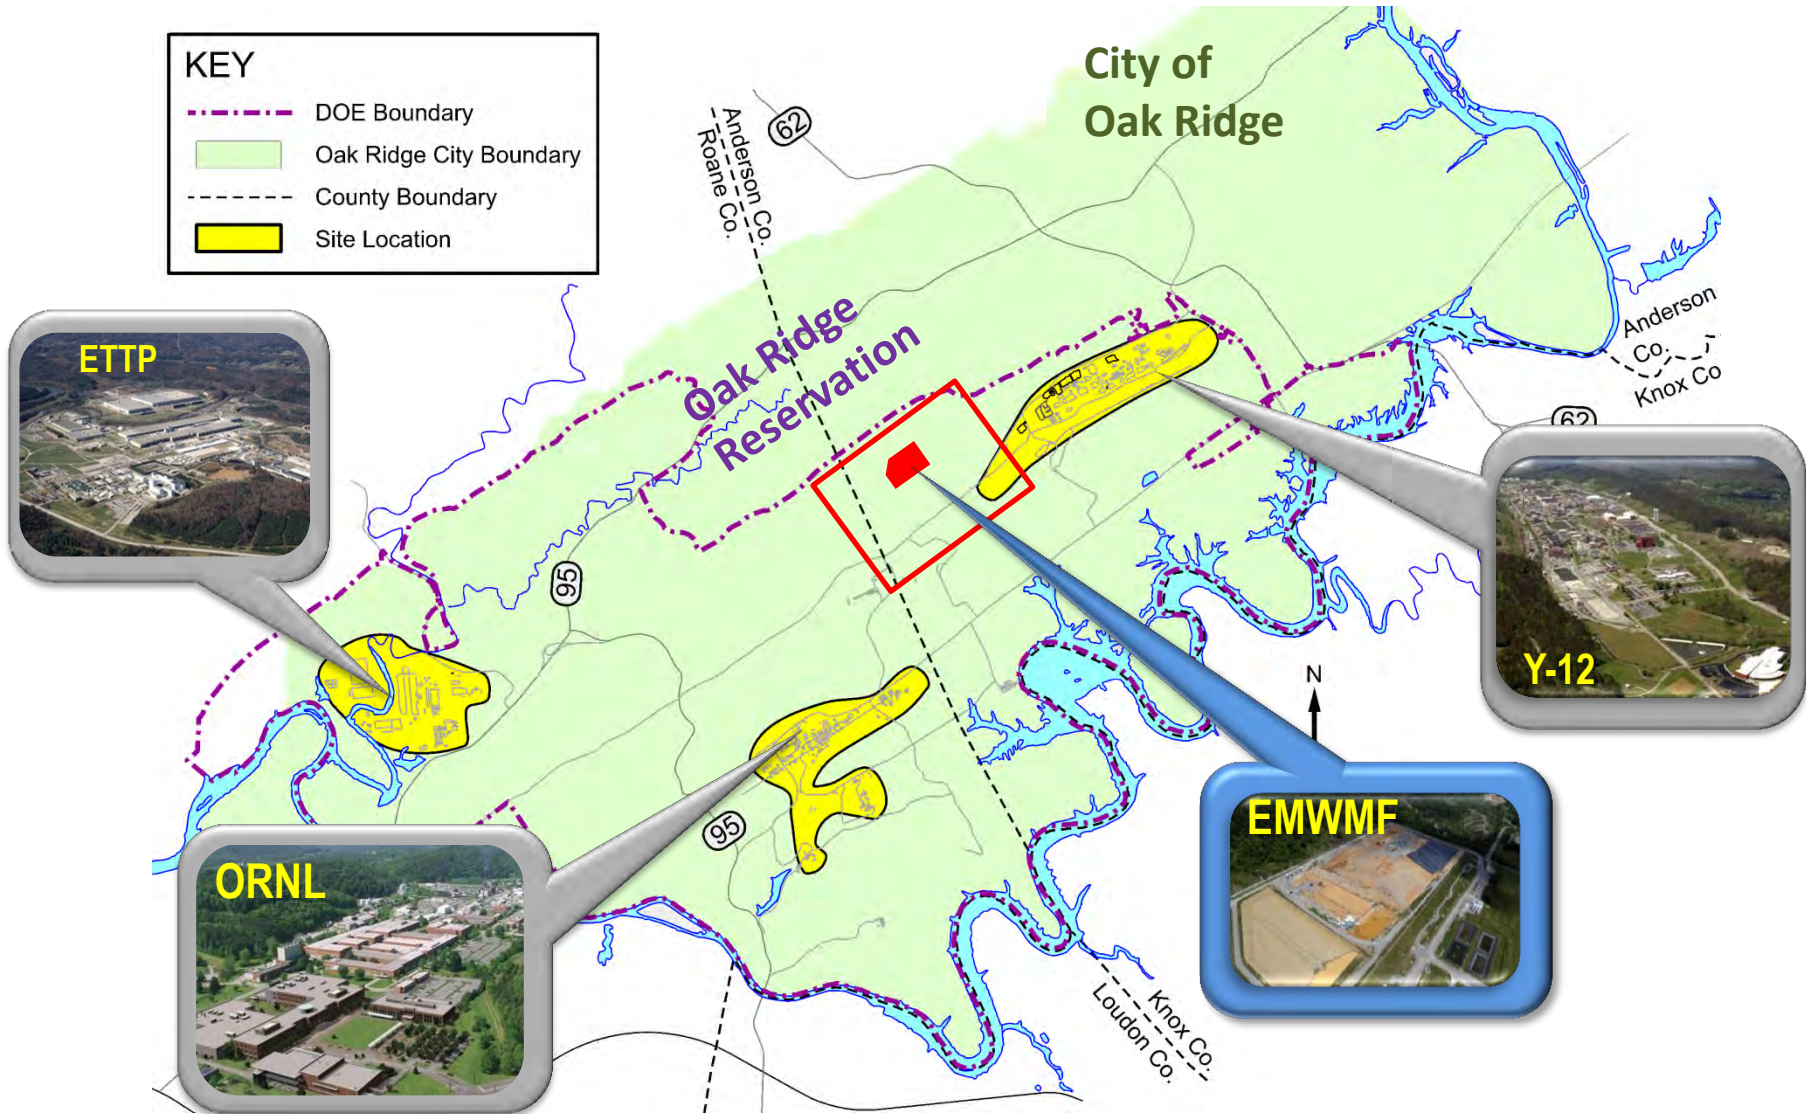 KEY
DOE Boundary
Oak Ridge City Boundary
County Boundary
Site Location
City of
Oak Ridge
62
Anderson Co.
Roane Co.
Oak Ridge
Reservation
Anderson
Co.
Knox Co
62
ETTP
95
Y-12
N
95
EMWMF
ORNL
Knox Co.
Loudon Co.